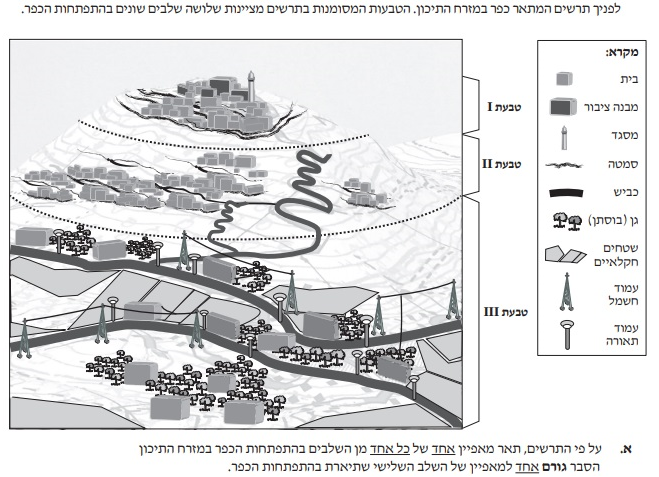 לפניך תרשים המתאר כפר במזרח התיכון. הטבעות המסומנות בתרשים מציינות שלושה שלבים שונים בהתפתחות הכפר.
מקרא:
בית
מבנה ציבור
מסגד
סמטה
כביש
גן (בוסתן)
שטחים
חקלאיים
עמוד
חשמל
עמוד
תאורה
טבעת I
טבעת II
טבעת III
א. על פי התרשים, תאר מאפיין אחד של כל אחד מן השלבים בהתפתחות הכפר במזרח התיכון
הסבר גורם אחד למאפיין של השלב השלישי שתיארת בהתפתחות הכפר.